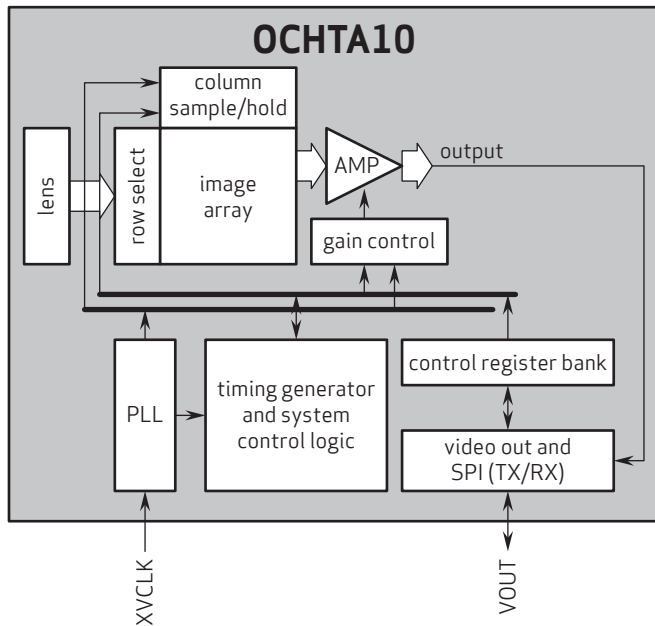 OCHTA10
column
sample/hold
lens
row select
image
array
AMP
output
gain control
PLL
timing generator
and system
control logic
control register bank
video out and
SPI (TX/RX)
XVCLK
VOUT